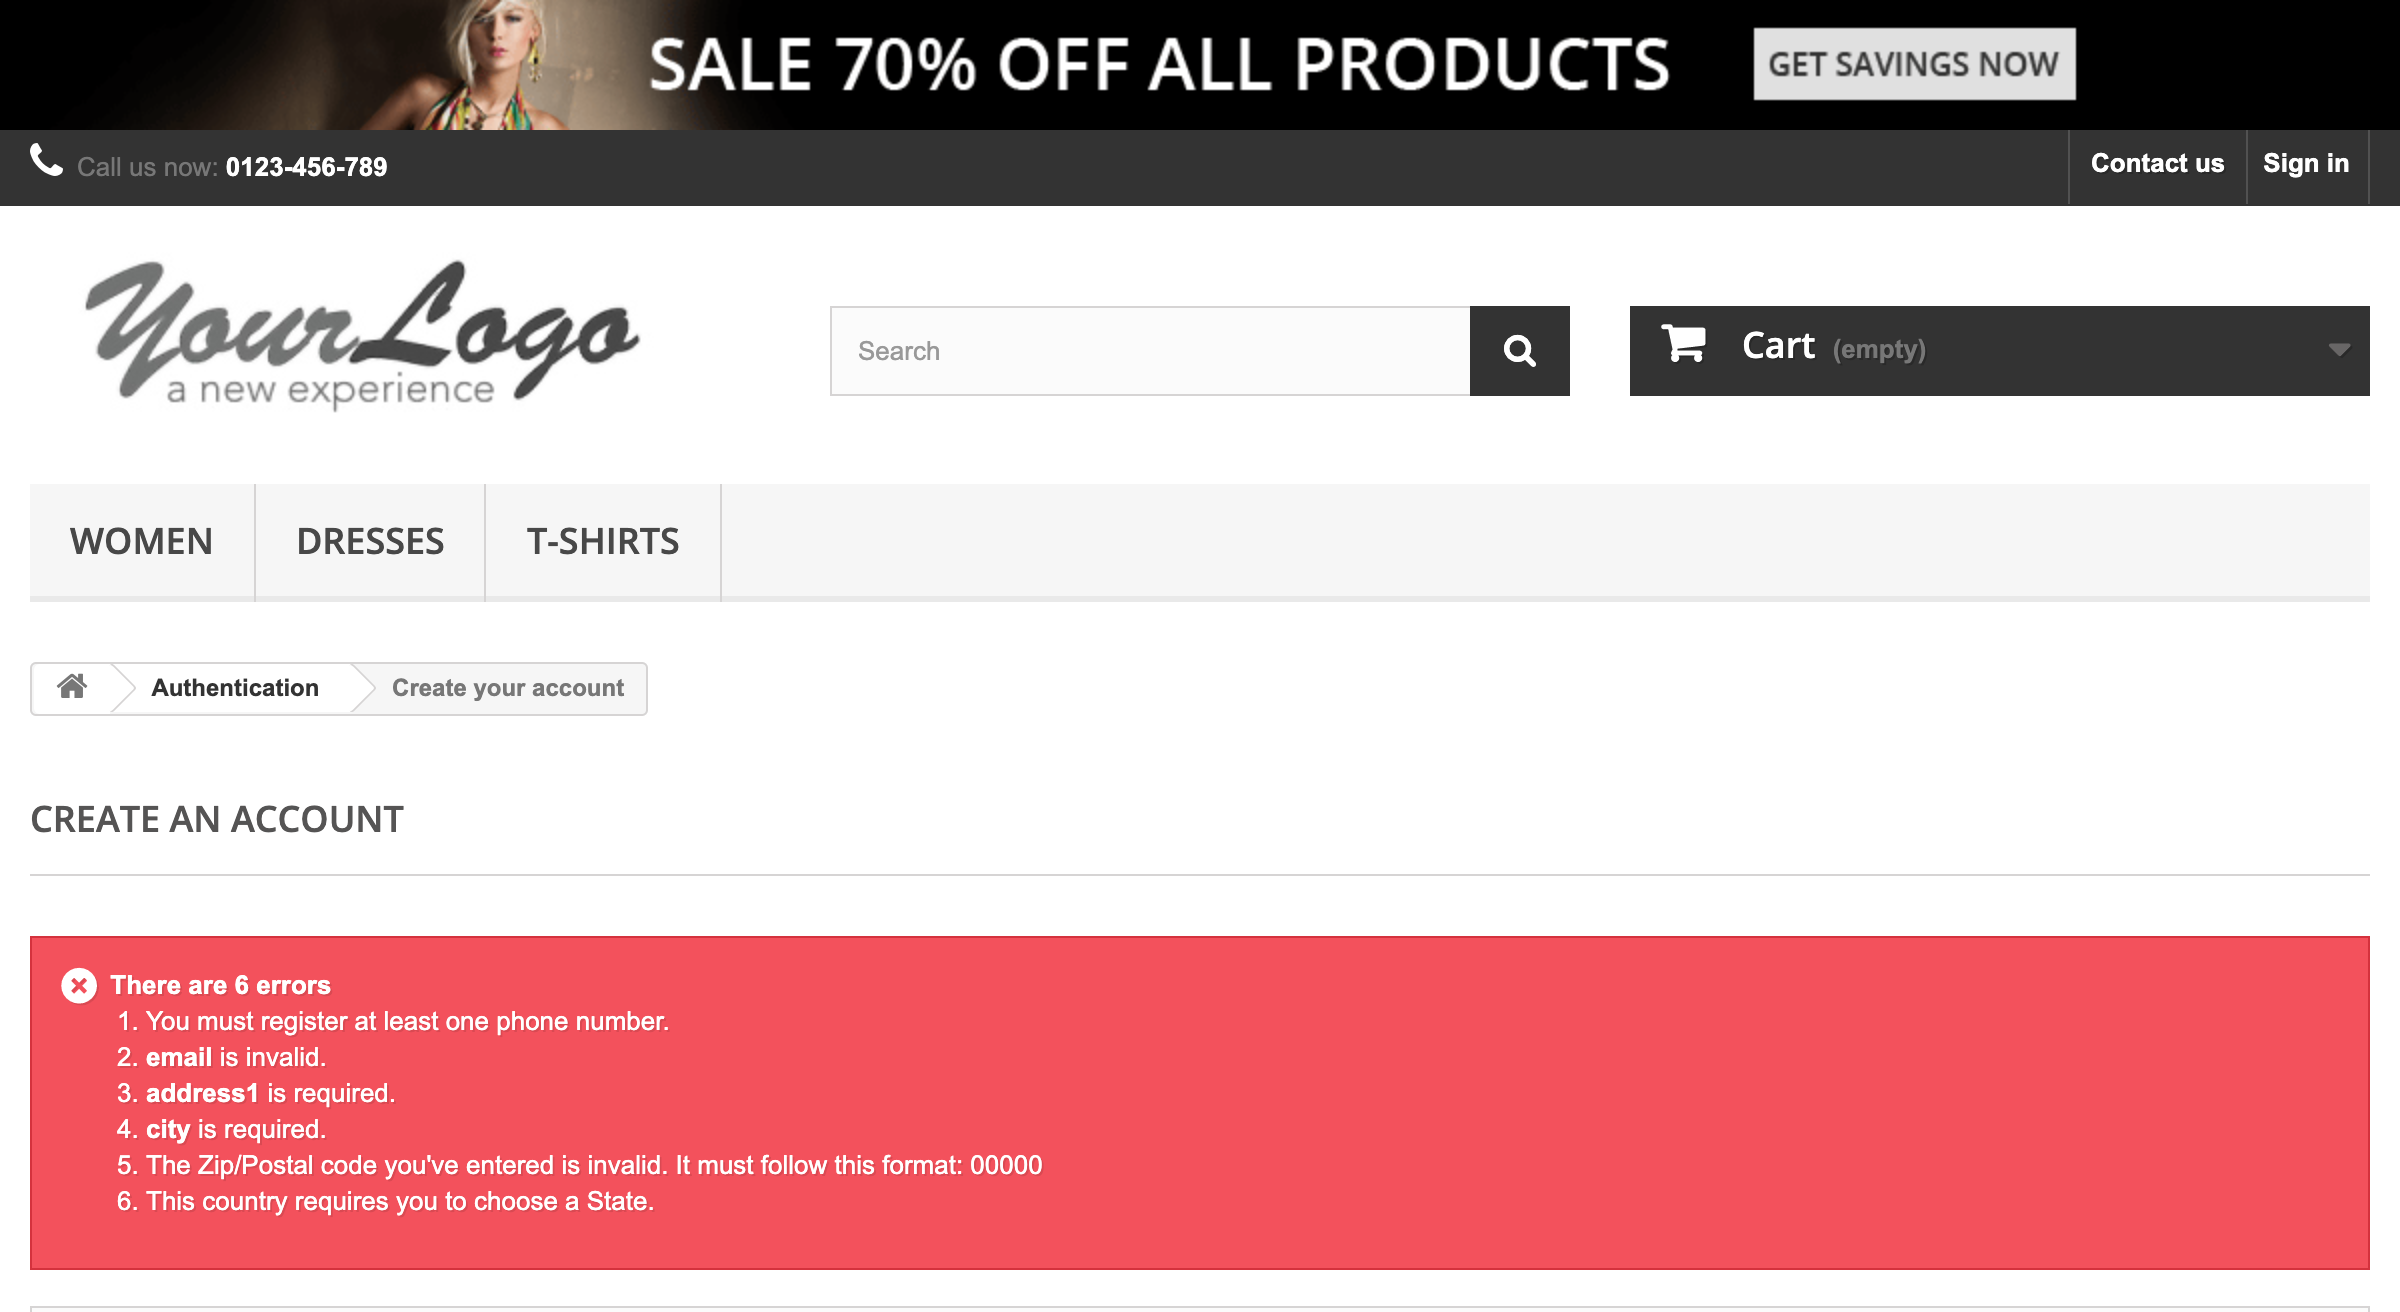 SALE 70% OFF ALL PRODUCTS
GET SAVINGS NOW
Call us now: 0123-456-789
Contact us
Sign in
YourLogo
a new experience
Search
Cart (empty)
WOMEN
DRESSES
T-SHIRTS
Authentication
Create your account
CREATE AN ACCOUNT
There are 6 errors
1. You must register at least one phone number.
2. email is invalid.
3. address1 is required.
4. city is required.
5. The Zip/Postal code you've entered is invalid. It must follow this format: 00000
6. This country requires you to choose a State.